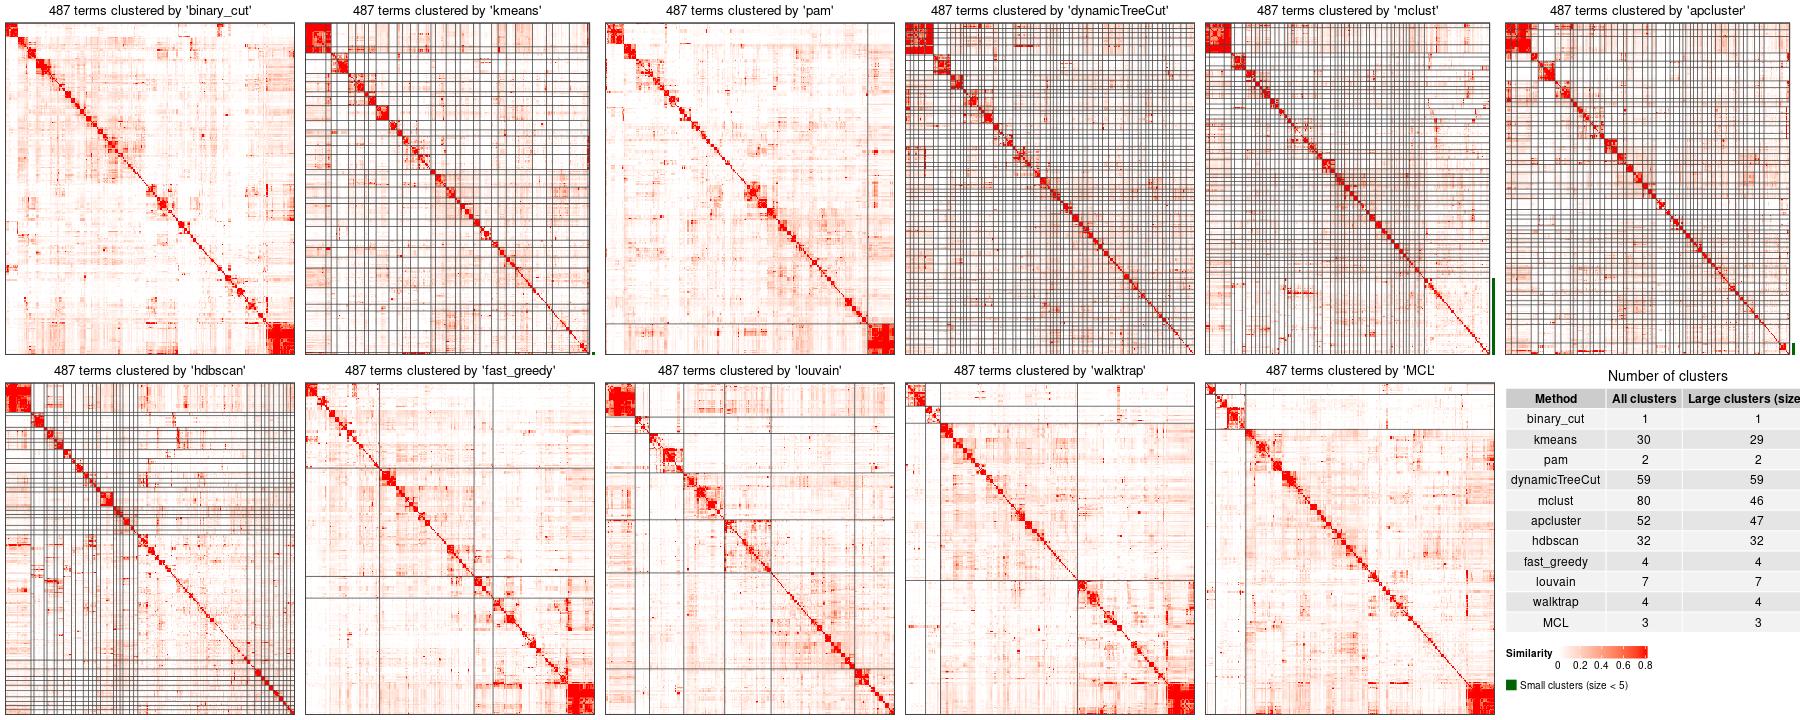 487 terms clustered by 'binary_cut'
487 terms clustered by 'kmeans'
487 terms clustered by 'pam'
487 terms clustered by 'dynamicTreeCut'
487 terms clustered by 'mclust'
487 terms clustered by 'apcluster'
487 terms clustered by 'hdbscan'
487 terms clustered by 'fast_greedy'
487 terms clustered by 'louvain'
487 terms clustered by 'walktrap'
487 terms clustered by 'MCL'
Number of clusters
Method All clusters Large clusters (size
binary_cut 1 1
kmeans 30 29
pam 2 2
dynamicTreeCut 59 59
mclust 80 46
apcluster 52 47
hdbscan 32 32
fast_greedy 4 4
louvain 7 7
walktrap 4 4
MCL 3 3
Similarity
0 0.2 0.4 0.6 0.8
Small clusters (size < 5)